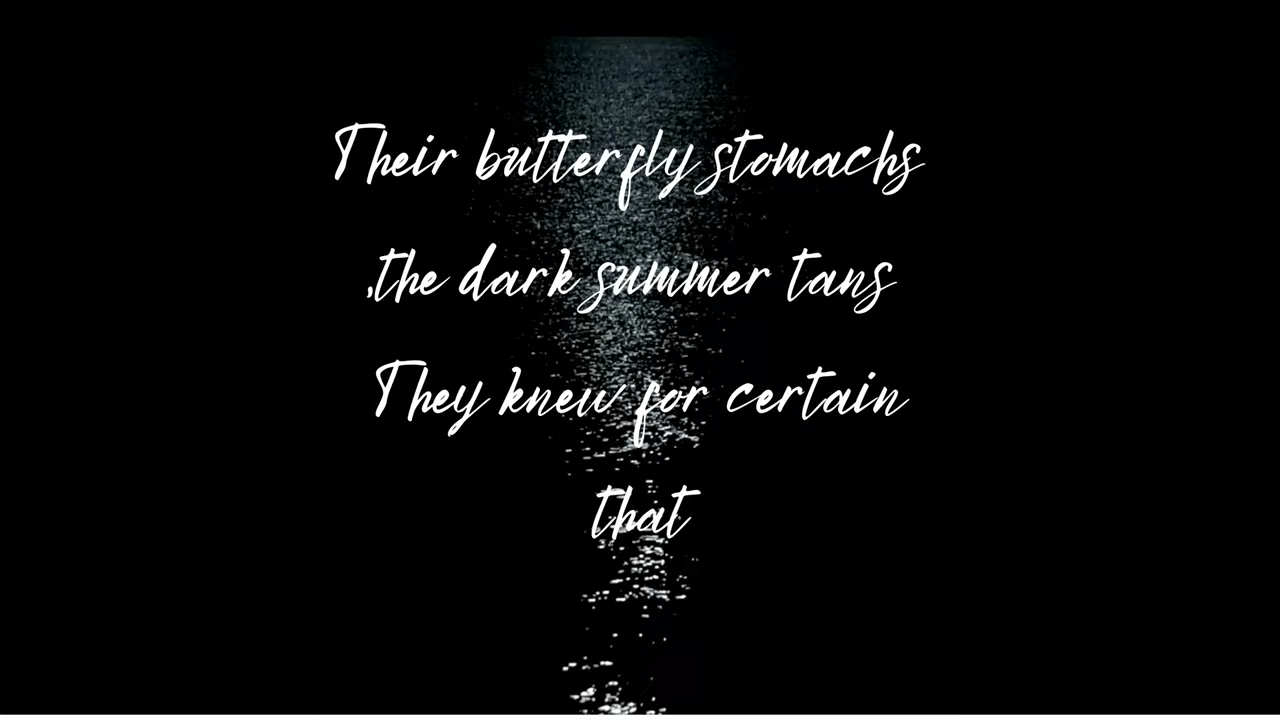 Their butterfly stomachs
,the dark summer tans
They knew for certain
that